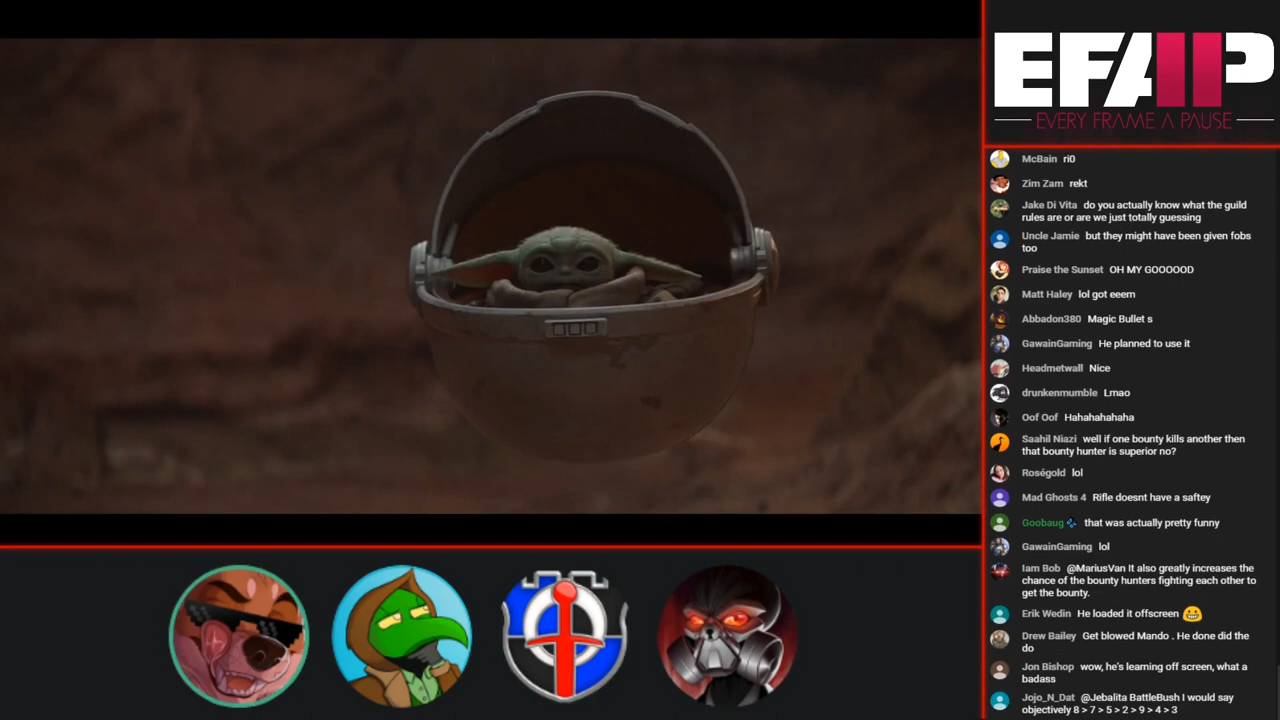 EFAP
EVERY FRAME A PAUSE
McBain ri0
Zim Zam rekt
Jake Di Vita do you actually know what the guild
rules are or are we just totally guessing
Uncle Jamie but they might have been given fobs
too
Praise the Sunset OH MY GOOOOOD
Matt Haley lol got eeem
Abbadon380 Magic Bullet s
GawainGaming He planned to use it
Headmetwall Nice
drunkenmumble Lmao
Oof Oof Hahahahahaha
Saahil Niazi well if one bounty kills another then
that bounty hunter is superior no?
Roségold lol
Mad Ghosts 4 Rifle doesnt have a saftey
Goobaug that was actually pretty funny
GawainGaming lol
Iam Bob @MariusVan It also greatly increases the
chance of the bounty hunters fighting each other to
get the bounty.
Erik Wedin He loaded it offscreen 😬
Drew Bailey Get blowed Mando . He done did the
do
Jon Bishop wow, he's learning off screen, what a
badass
Jojo_N_Dat @Jebalita BattleBush I would say
objectively 8 > 7 > 5 > 2 > 9 > 4 > 3